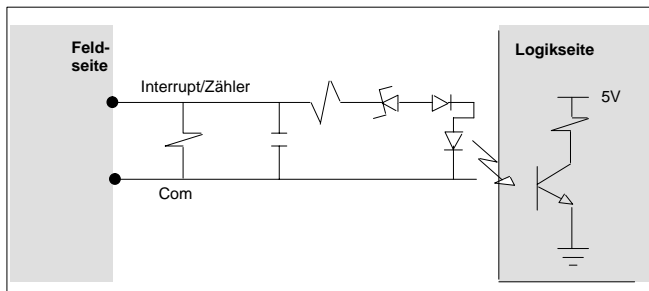 Feld-
seite
Interrupt/Zähler
Com
Logikseite
5V